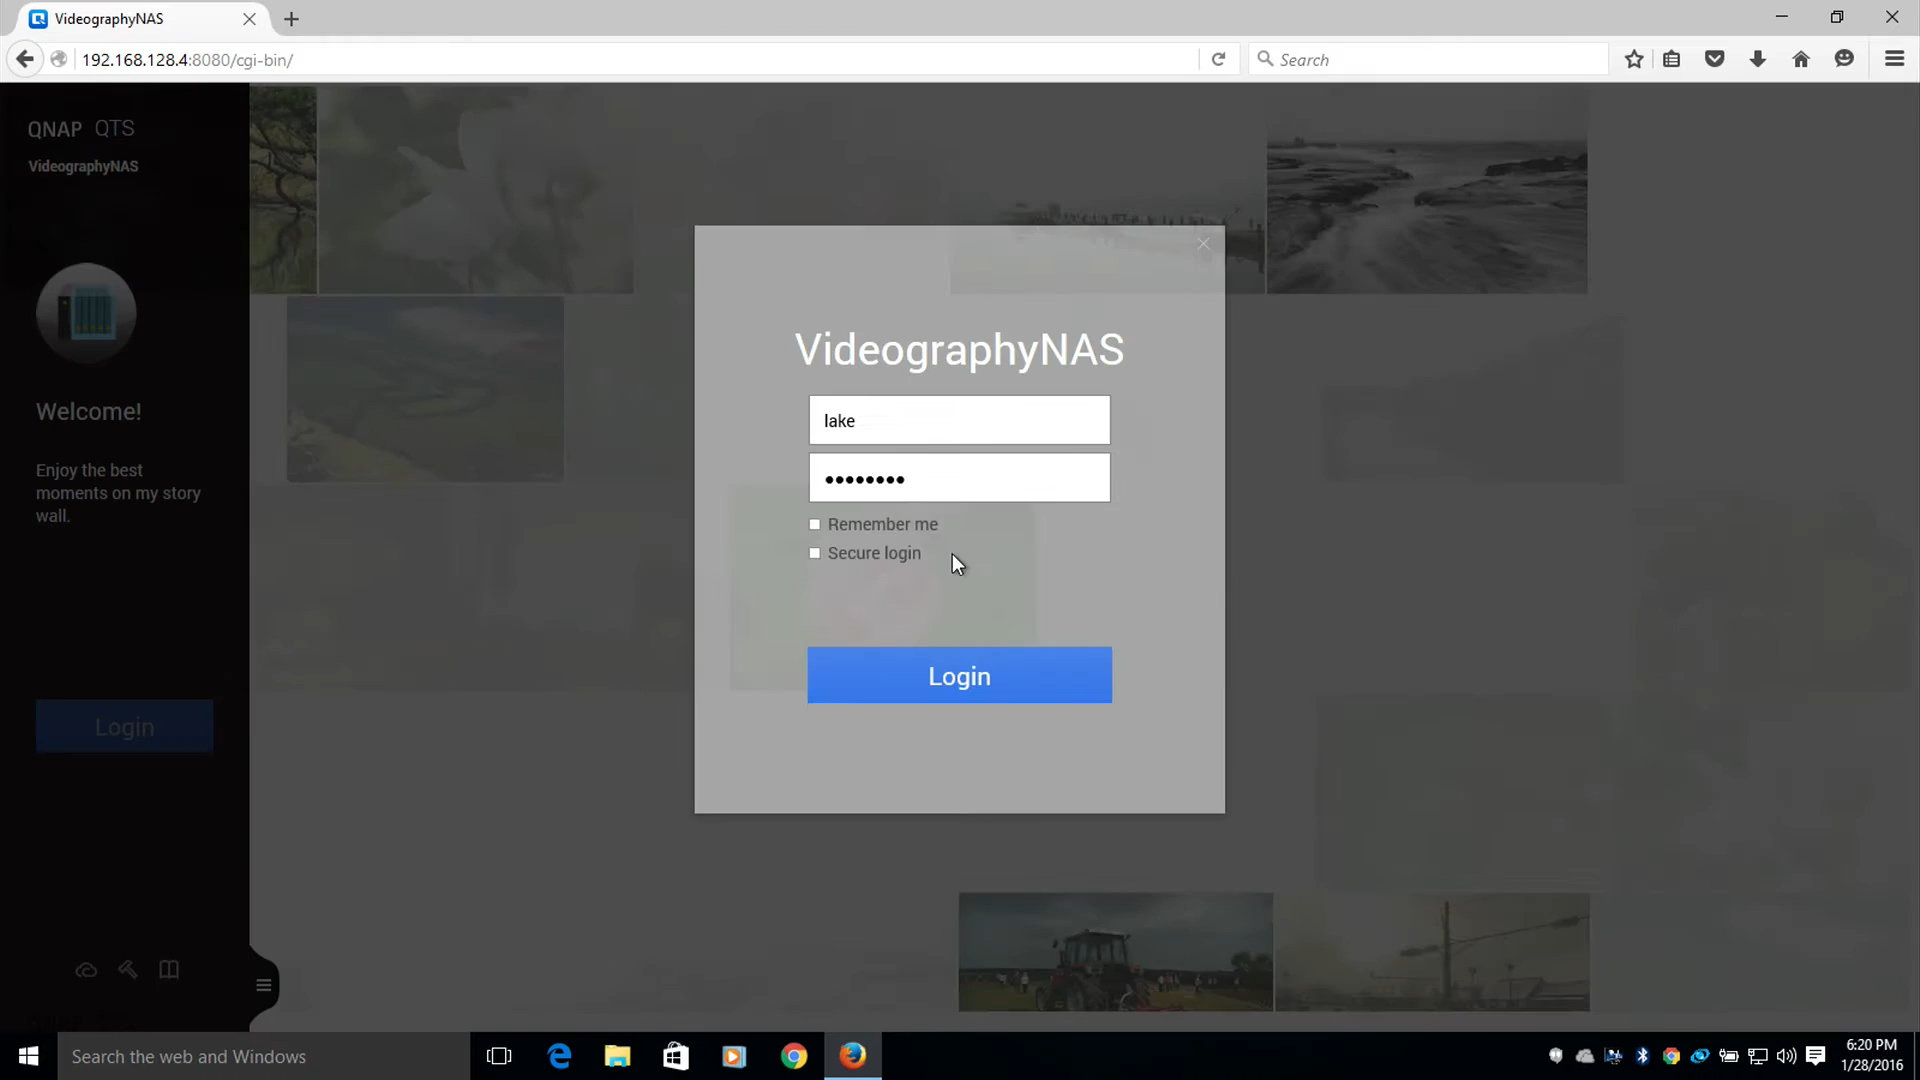 VideographyNAS
192.168.128.4:8080/cgi-bin/
Search
QNAP QTS
VideographyNAS
Welcome!
Enjoy the best
moments on my story
wall.
Login
VideographyNAS
lake
••••••••
Remember me
Secure login
Login
Search the web and Windows
6:20 PM
1/28/2016